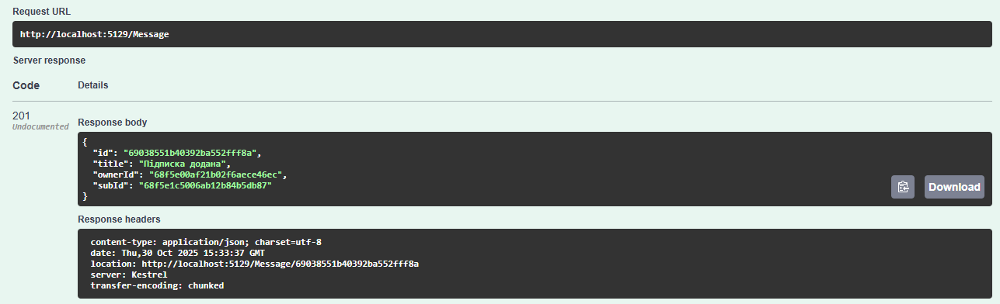 Request URL
http://localhost:5129/Message
Server response
Code Details
201
Undocumented
Response body
{
"id": "69038551b40392ba552fff8a",
"title": "Підписка додана",
"ownerId": "68f5e00af21b02f6aece46ec",
"subId": "68f5e1c5006ab12b84b5db87"
}
Download
Response headers
content-type: application/json; charset=utf-8
date: Thu,30 Oct 2025 15:33:37 GMT
location: http://localhost:5129/Message/69038551b40392ba552fff8a
server: Kestrel
transfer-encoding: chunked